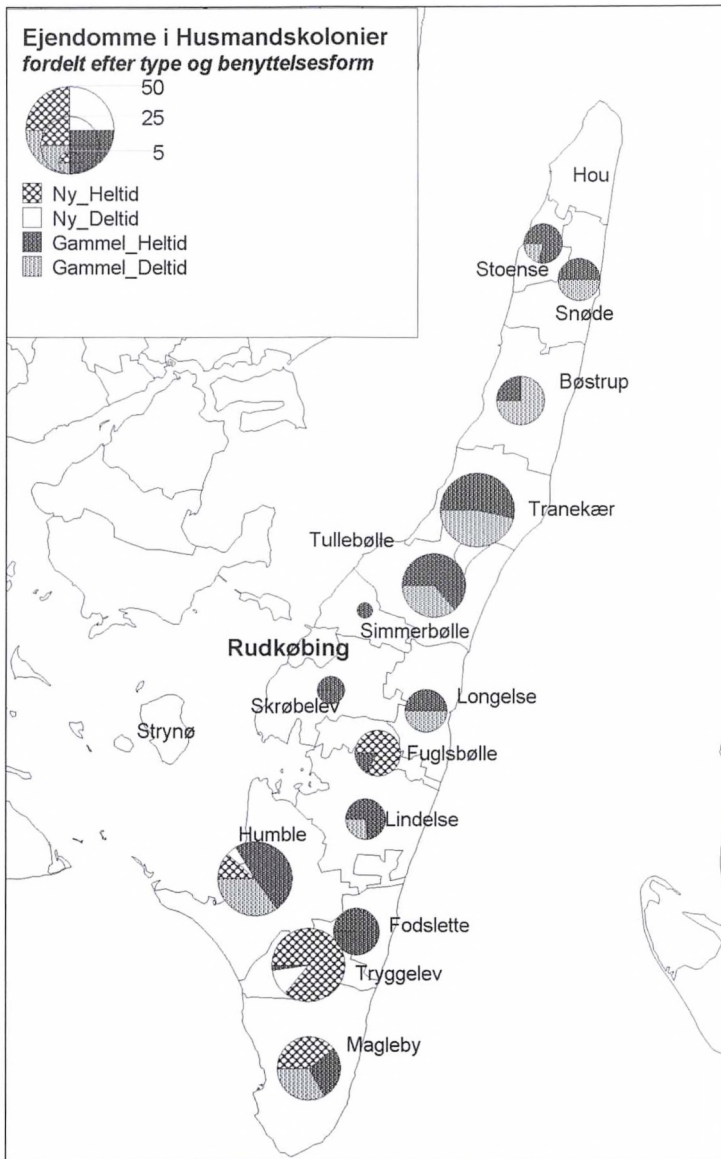 Ejendomme i Husmandskolonier
fordelt efter type og benyttelsesform
50
25
5
Ny_Heltid
Ny_Deltid
Gammel_Heltid
Gammel_Deltid
Hou
Stoense
Snøde
Bøstrup
Tranekær
Tullebølle
Simmerbølle
Rudkøbing
Skrøbelev
Longelse
Strynø
Fuglsbølle
Lindelse
Humble
Fodslette
Tryggelev
Magleby